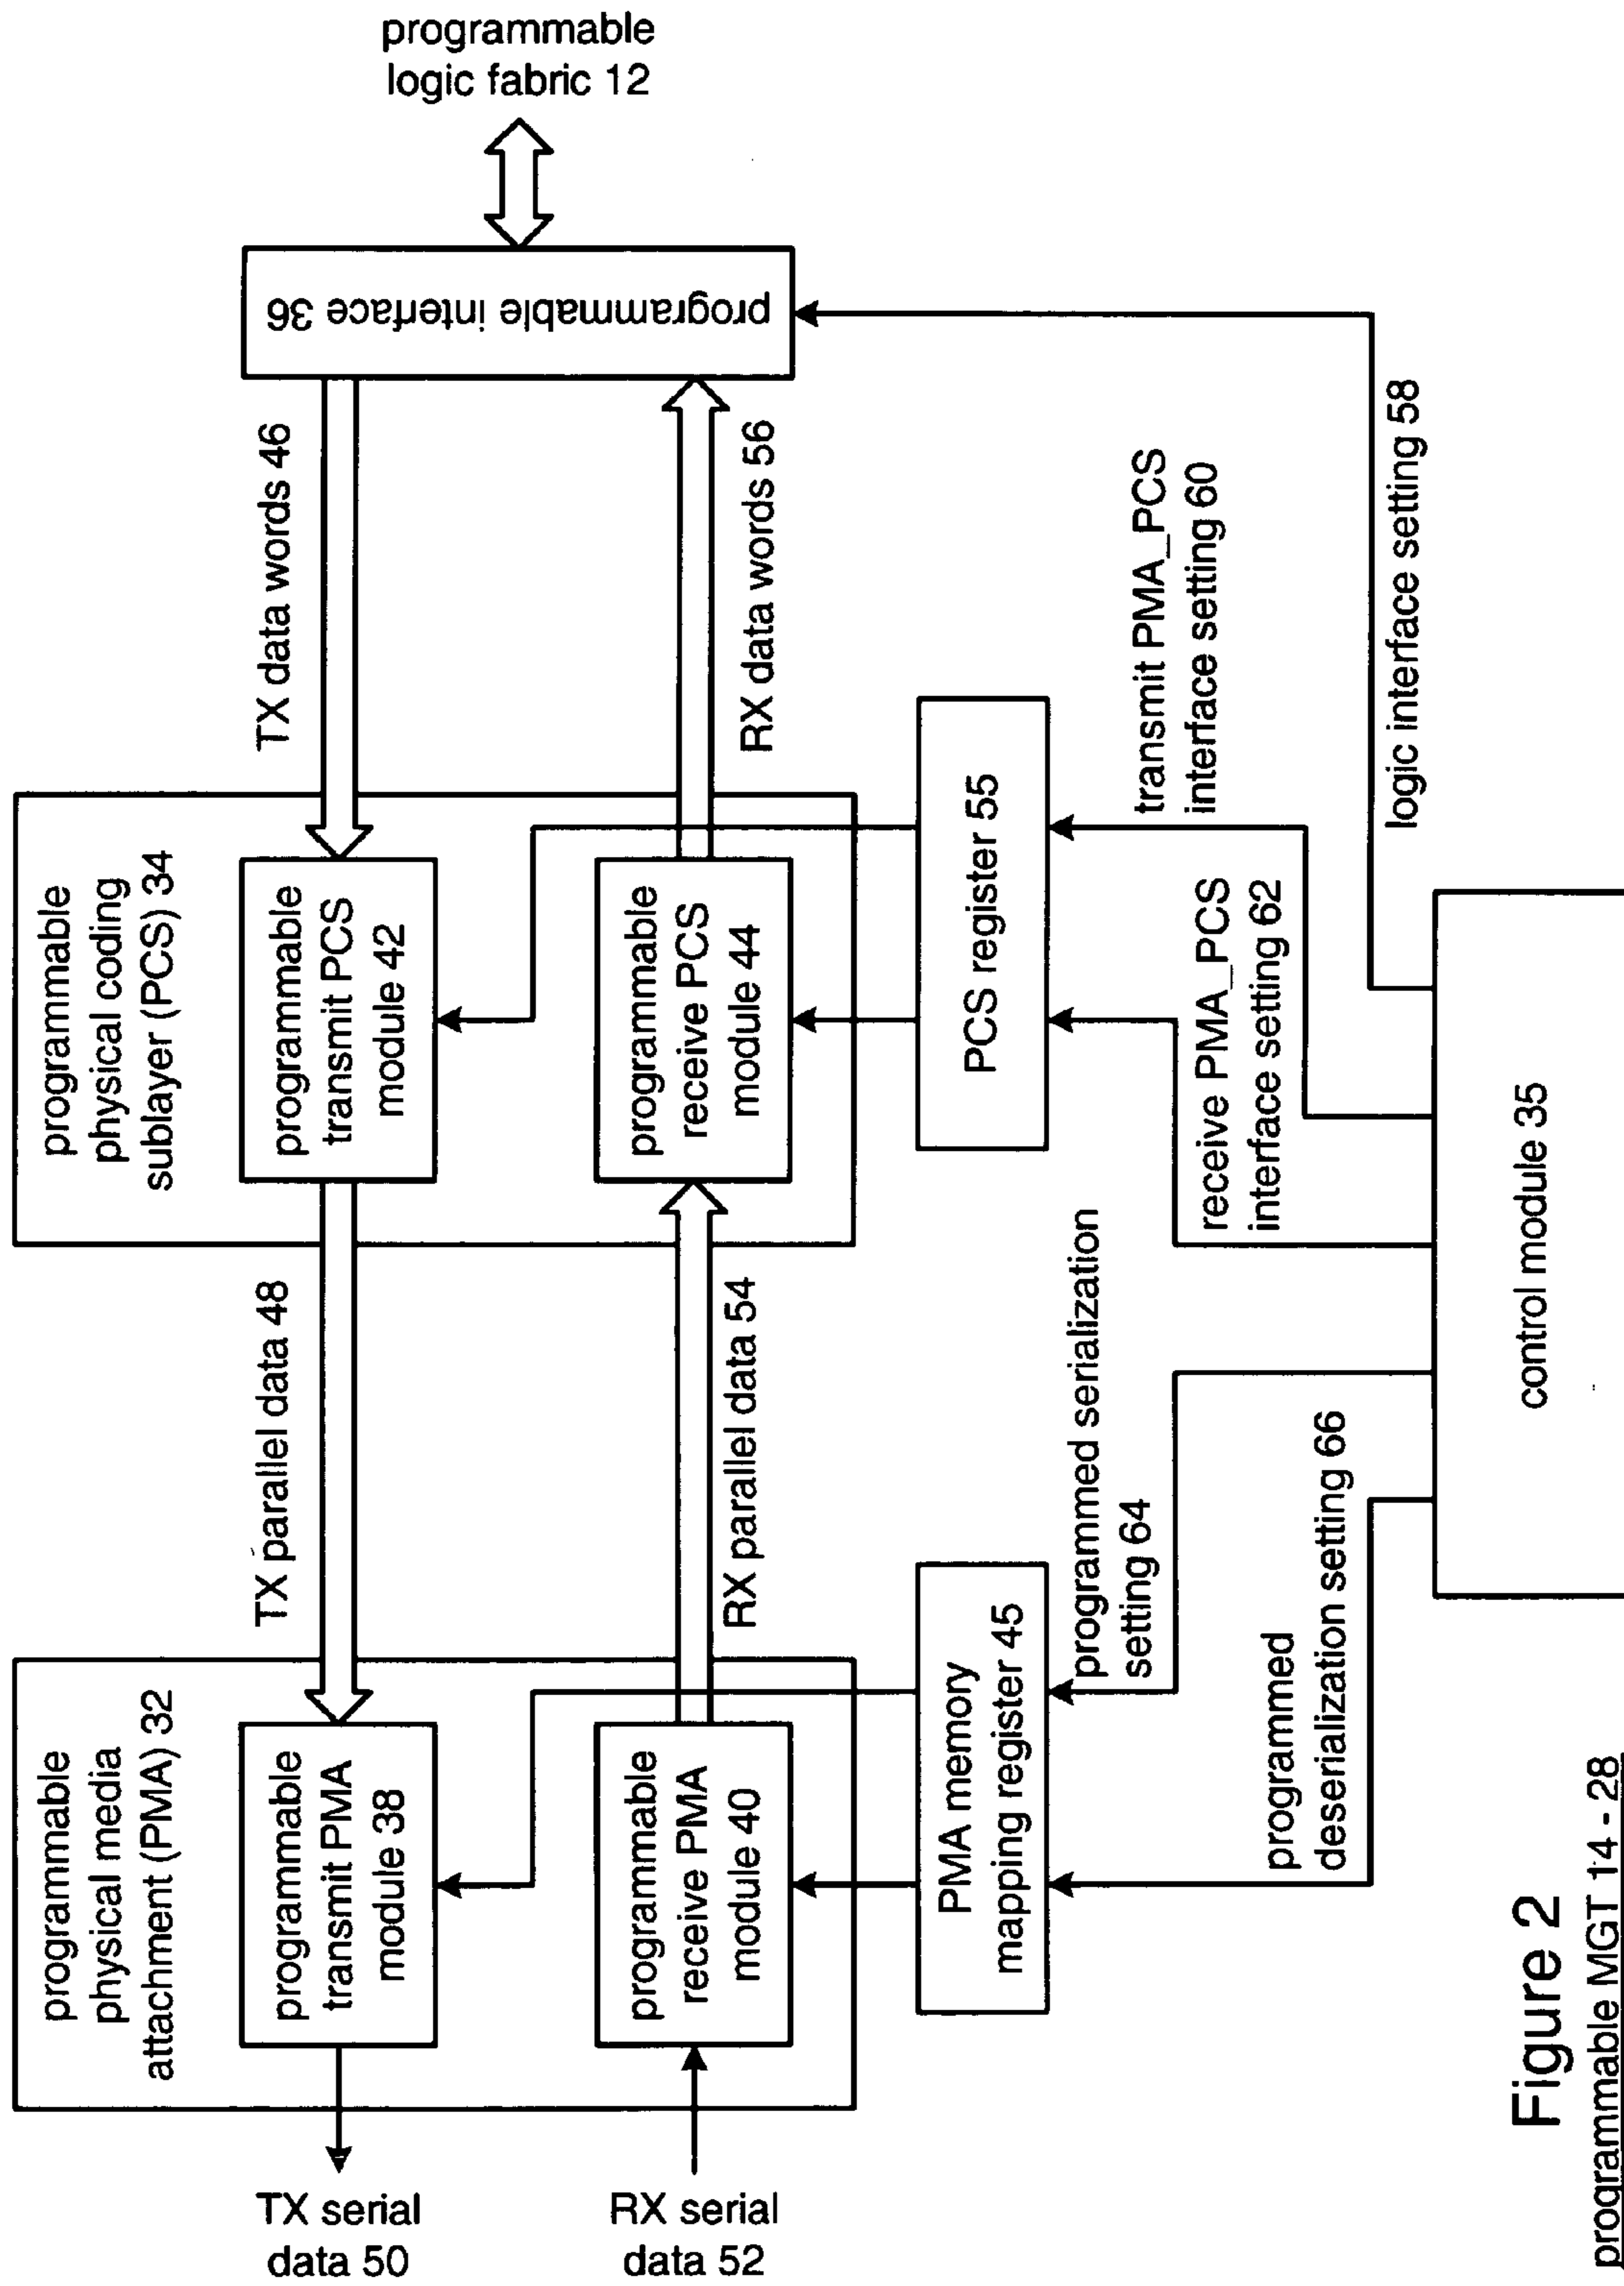 programmable
logic fabric 12
programmable interface 36
TX data words 46
RX data words 56
programmable
physical coding
sublayer (PCS) 34
programmable
transmit PCS
module 42
programmable
receive PCS
module 44
TX parallel data 48
RX parallel data 54
programmable
physical media
attachment (PMA) 32
programmable
transmit PMA
module 38
programmable
receive PMA
module 40
TX serial
data 50
RX serial
data 52
PCS register 55
PMA memory
mapping register 45
transmit PMA_PCS
interface setting 60
logic interface setting 58
receive PMA_PCS
interface setting 62
programmed serialization
setting 64
programmed
deserialization setting 66
control module 35
Figure 2
programmable MGT 14 - 28